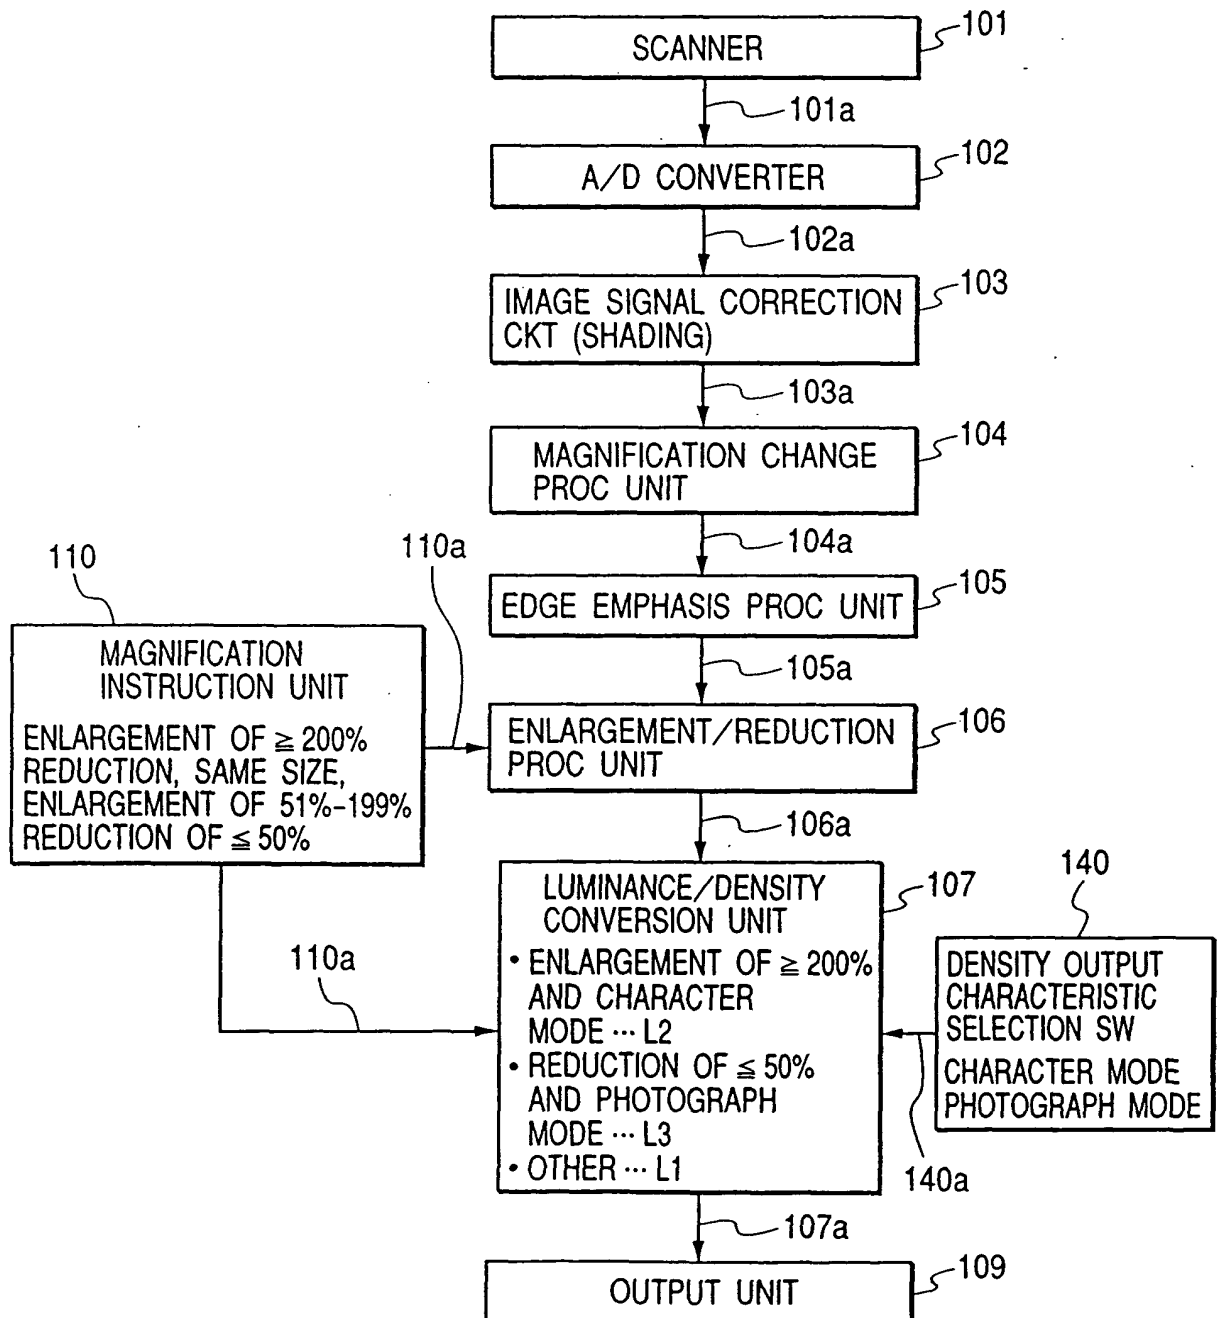 SCANNER
101
101a
A/D CONVERTER
102
102a
IMAGE SIGNAL CORRECTION
CKT (SHADING)
103
103a
MAGNIFICATION CHANGE
PROC UNIT
104
104a
EDGE EMPHASIS PROC UNIT
105
105a
110
110a
MAGNIFICATION
INSTRUCTION UNIT
ENLARGEMENT OF ≧ 200%
REDUCTION, SAME SIZE,
ENLARGEMENT OF 51%-199%
REDUCTION OF ≦ 50%
ENLARGEMENT/REDUCTION
PROC UNIT
106
106a
110a
LUMINANCE/DENSITY
CONVERSION UNIT
• ENLARGEMENT OF ≧ 200%
AND CHARACTER
MODE ··· L2
• REDUCTION OF ≦ 50%
AND PHOTOGRAPH
MODE ··· L3
• OTHER ··· L1
107
107a
140
DENSITY OUTPUT
CHARACTERISTIC
SELECTION SW
CHARACTER MODE
PHOTOGRAPH MODE
140a
OUTPUT UNIT
109